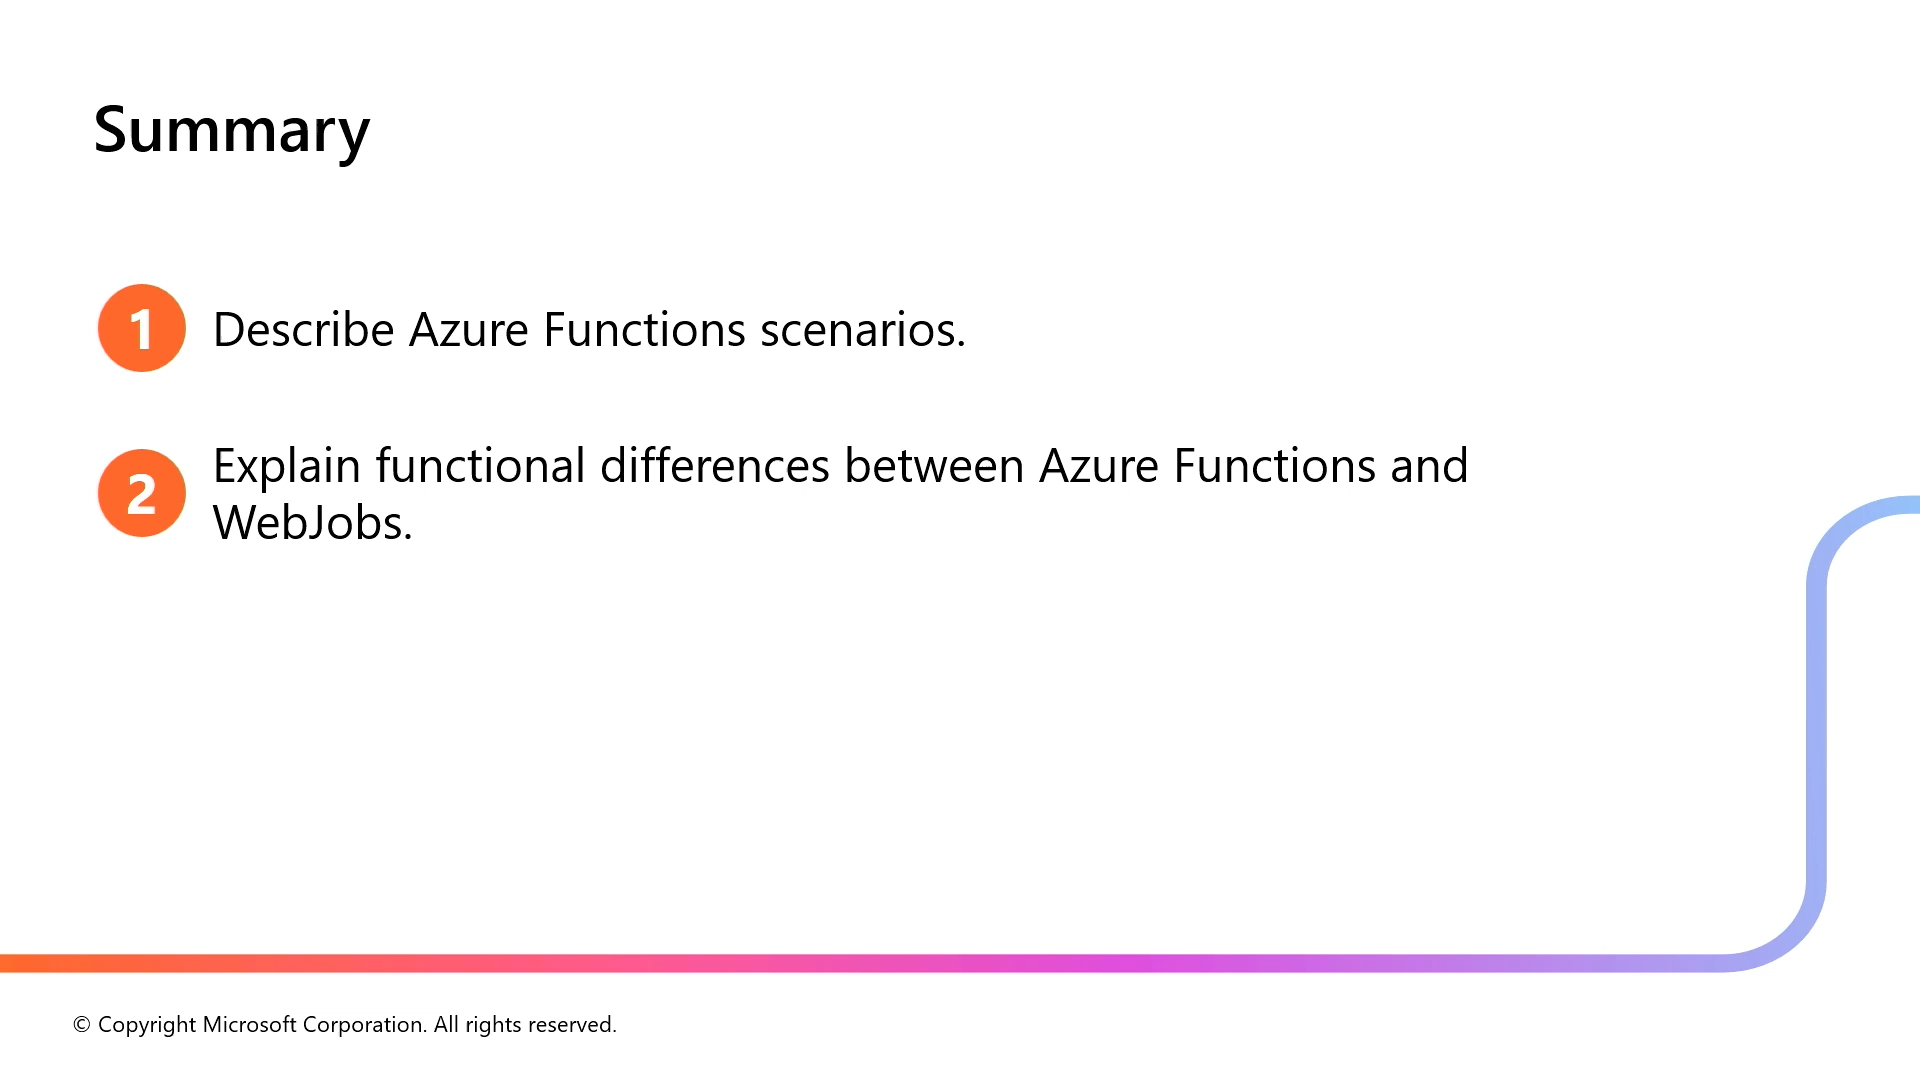 Summary
1 Describe Azure Functions scenarios.
2 Explain functional differences between Azure Functions and
WebJobs.
© Copyright Microsoft Corporation. All rights reserved.